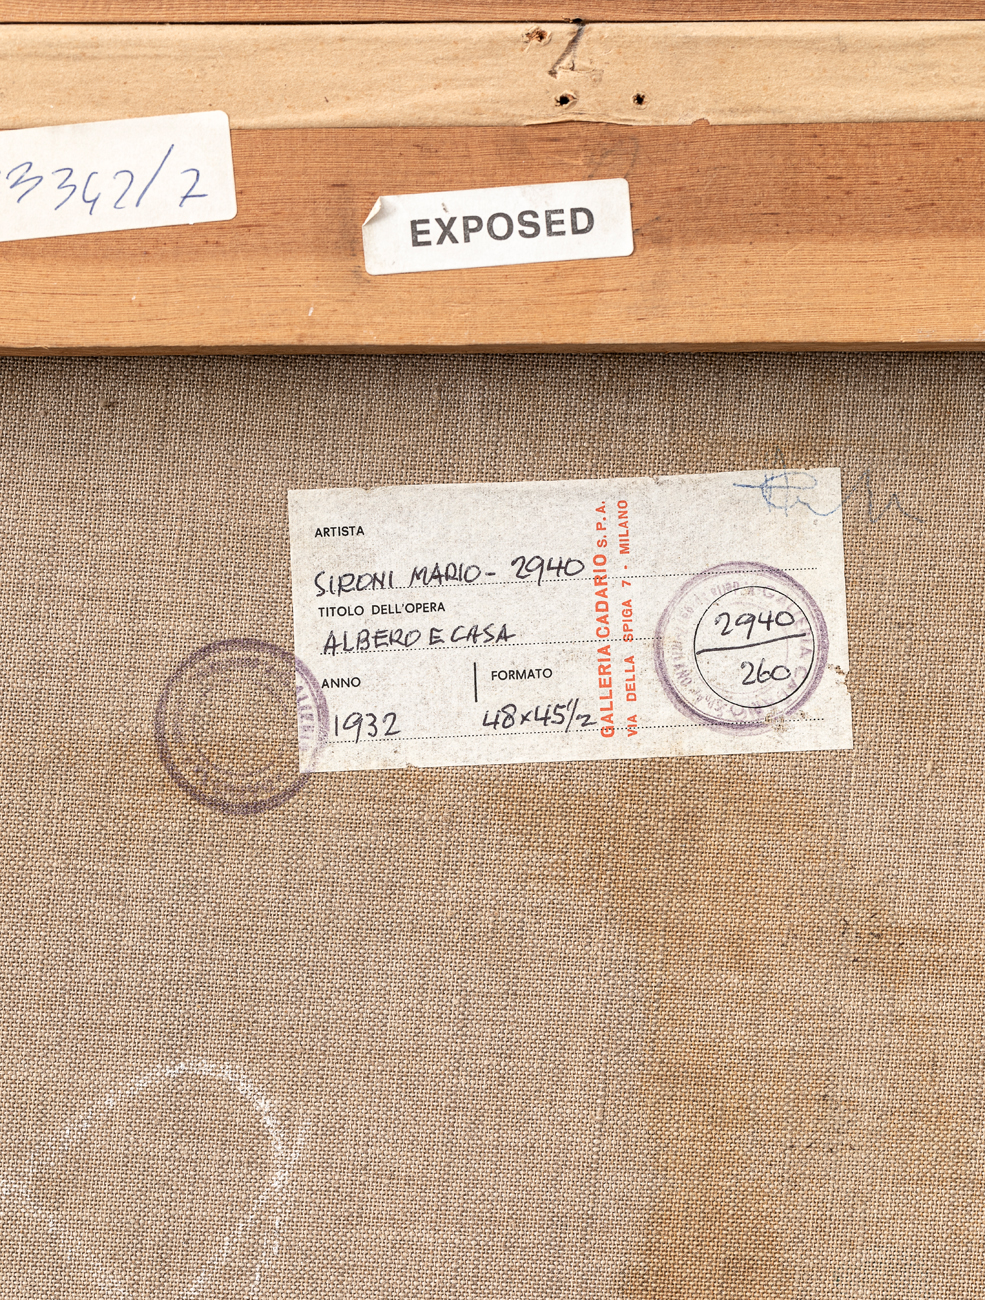 3342/2
EXPOSED
ARTISTA
SIRONI MARIO - 2940
TITOLO DELL'OPERA
ALBERO E CASA
ANNO
FORMATO
1932
48x45½
GALLERIA CADARIO S.P.A.
VIA DELLA SPIGA 7 - MILANO
2940
260